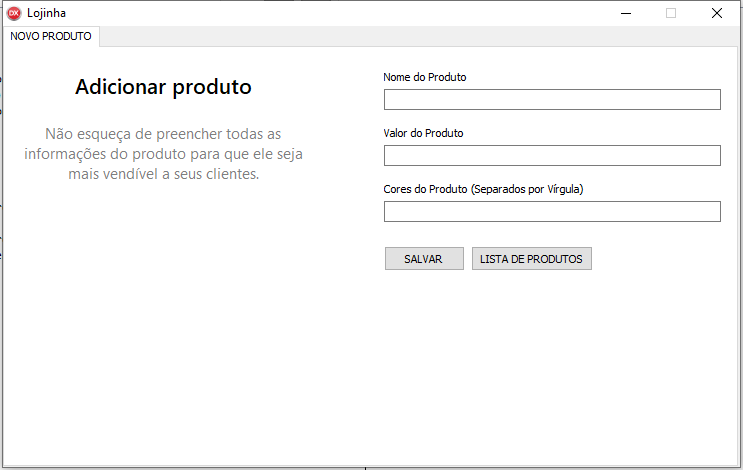 DX Lojinha
NOVO PRODUTO
Adicionar produto
Não esqueça de preencher todas as
informações do produto para que ele seja
mais vendível a seus clientes.
Nome do Produto
Valor do Produto
Cores do Produto (Separados por Vírgula)
SALVAR LISTA DE PRODUTOS